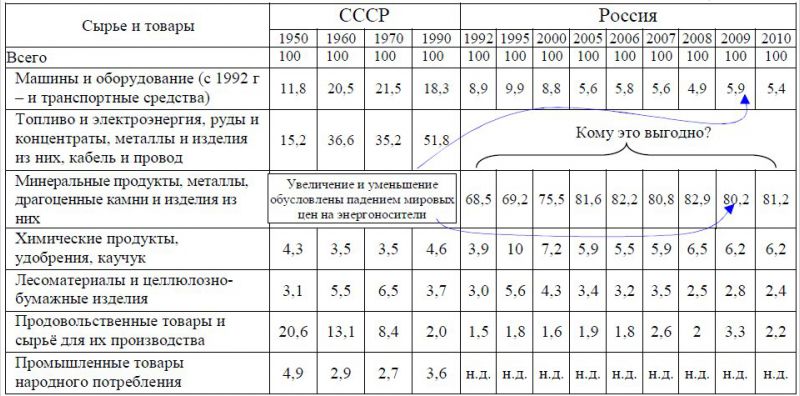 Сырье и товары СССР Россия
1950 1960 1970 1990 1992 1995 2000 2005 2006 2007 2008 2009 2010
Всего 100 100 100 100 100 100 100 100 100 100 100 100 100
Машины и оборудование (с 1992 г
– и транспортные средства) 11,8 20,5 21,5 18,3 8,9 9,9 8,8 5,6 5,8 5,6 4,9 5,9 5,4
Топливо и электроэнергия, руды и
концентраты, металлы и изделия
из них, кабель и провод 15,2 36,6 35,2 51,8
Кому это выгодно?
Минеральные продукты, металлы,
драгоценные камни и изделия из
них 68,5 69,2 75,5 81,6 82,2 80,8 82,9 80,2 81,2
Увеличение и уменьшение
обусловлены падением мировых
цен на энергоносители
Химические продукты,
удобрения, каучук 4,3 3,5 3,5 4,6 3,9 10 7,2 5,9 5,5 5,9 6,5 6,2 6,2
Лесоматериалы и целлюлозно-
бумажные изделия 3,1 5,5 6,5 3,7 3,0 5,6 4,3 3,4 3,2 3,5 2,5 2,8 2,4
Продовольственные товары и
сырьё для их производства 20,6 13,1 8,4 2,0 1,5 1,8 1,6 1,9 1,8 2,6 2 3,3 2,2
Промышленные товары
народного потребления 4,9 2,9 2,7 3,6 н.д. н.д. н.д. н.д. н.д. н.д. н.д. н.д. н.д.